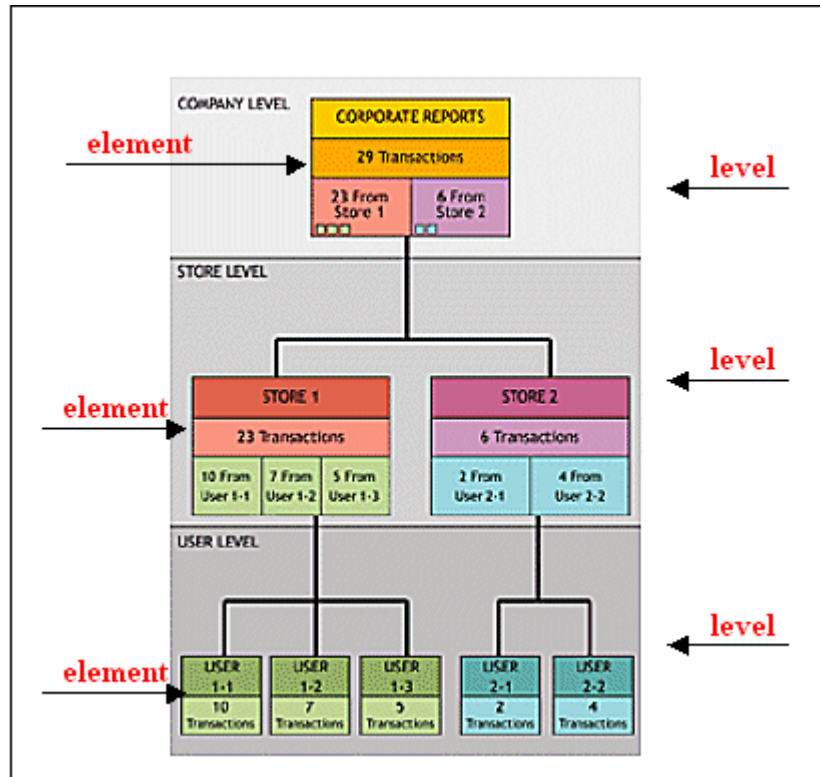 COMPANY LEVEL
CORPORATE REPORTS
element
29 Transactions
level
23 From
Store 1
6 From
Store 2
STORE LEVEL
level
STORE 1
STORE 2
element
23 Transactions
6 Transactions
10 From
User 1-1
7 From
User 1-2
5 From
User 1-3
2 From
User 2-1
4 From
User 2-2
USER LEVEL
level
element
USER
1-1
10
Transactions
USER
1-2
7
Transactions
USER
1-3
5
Transactions
USER
2-1
2
Transactions
USER
2-2
4
Transactions